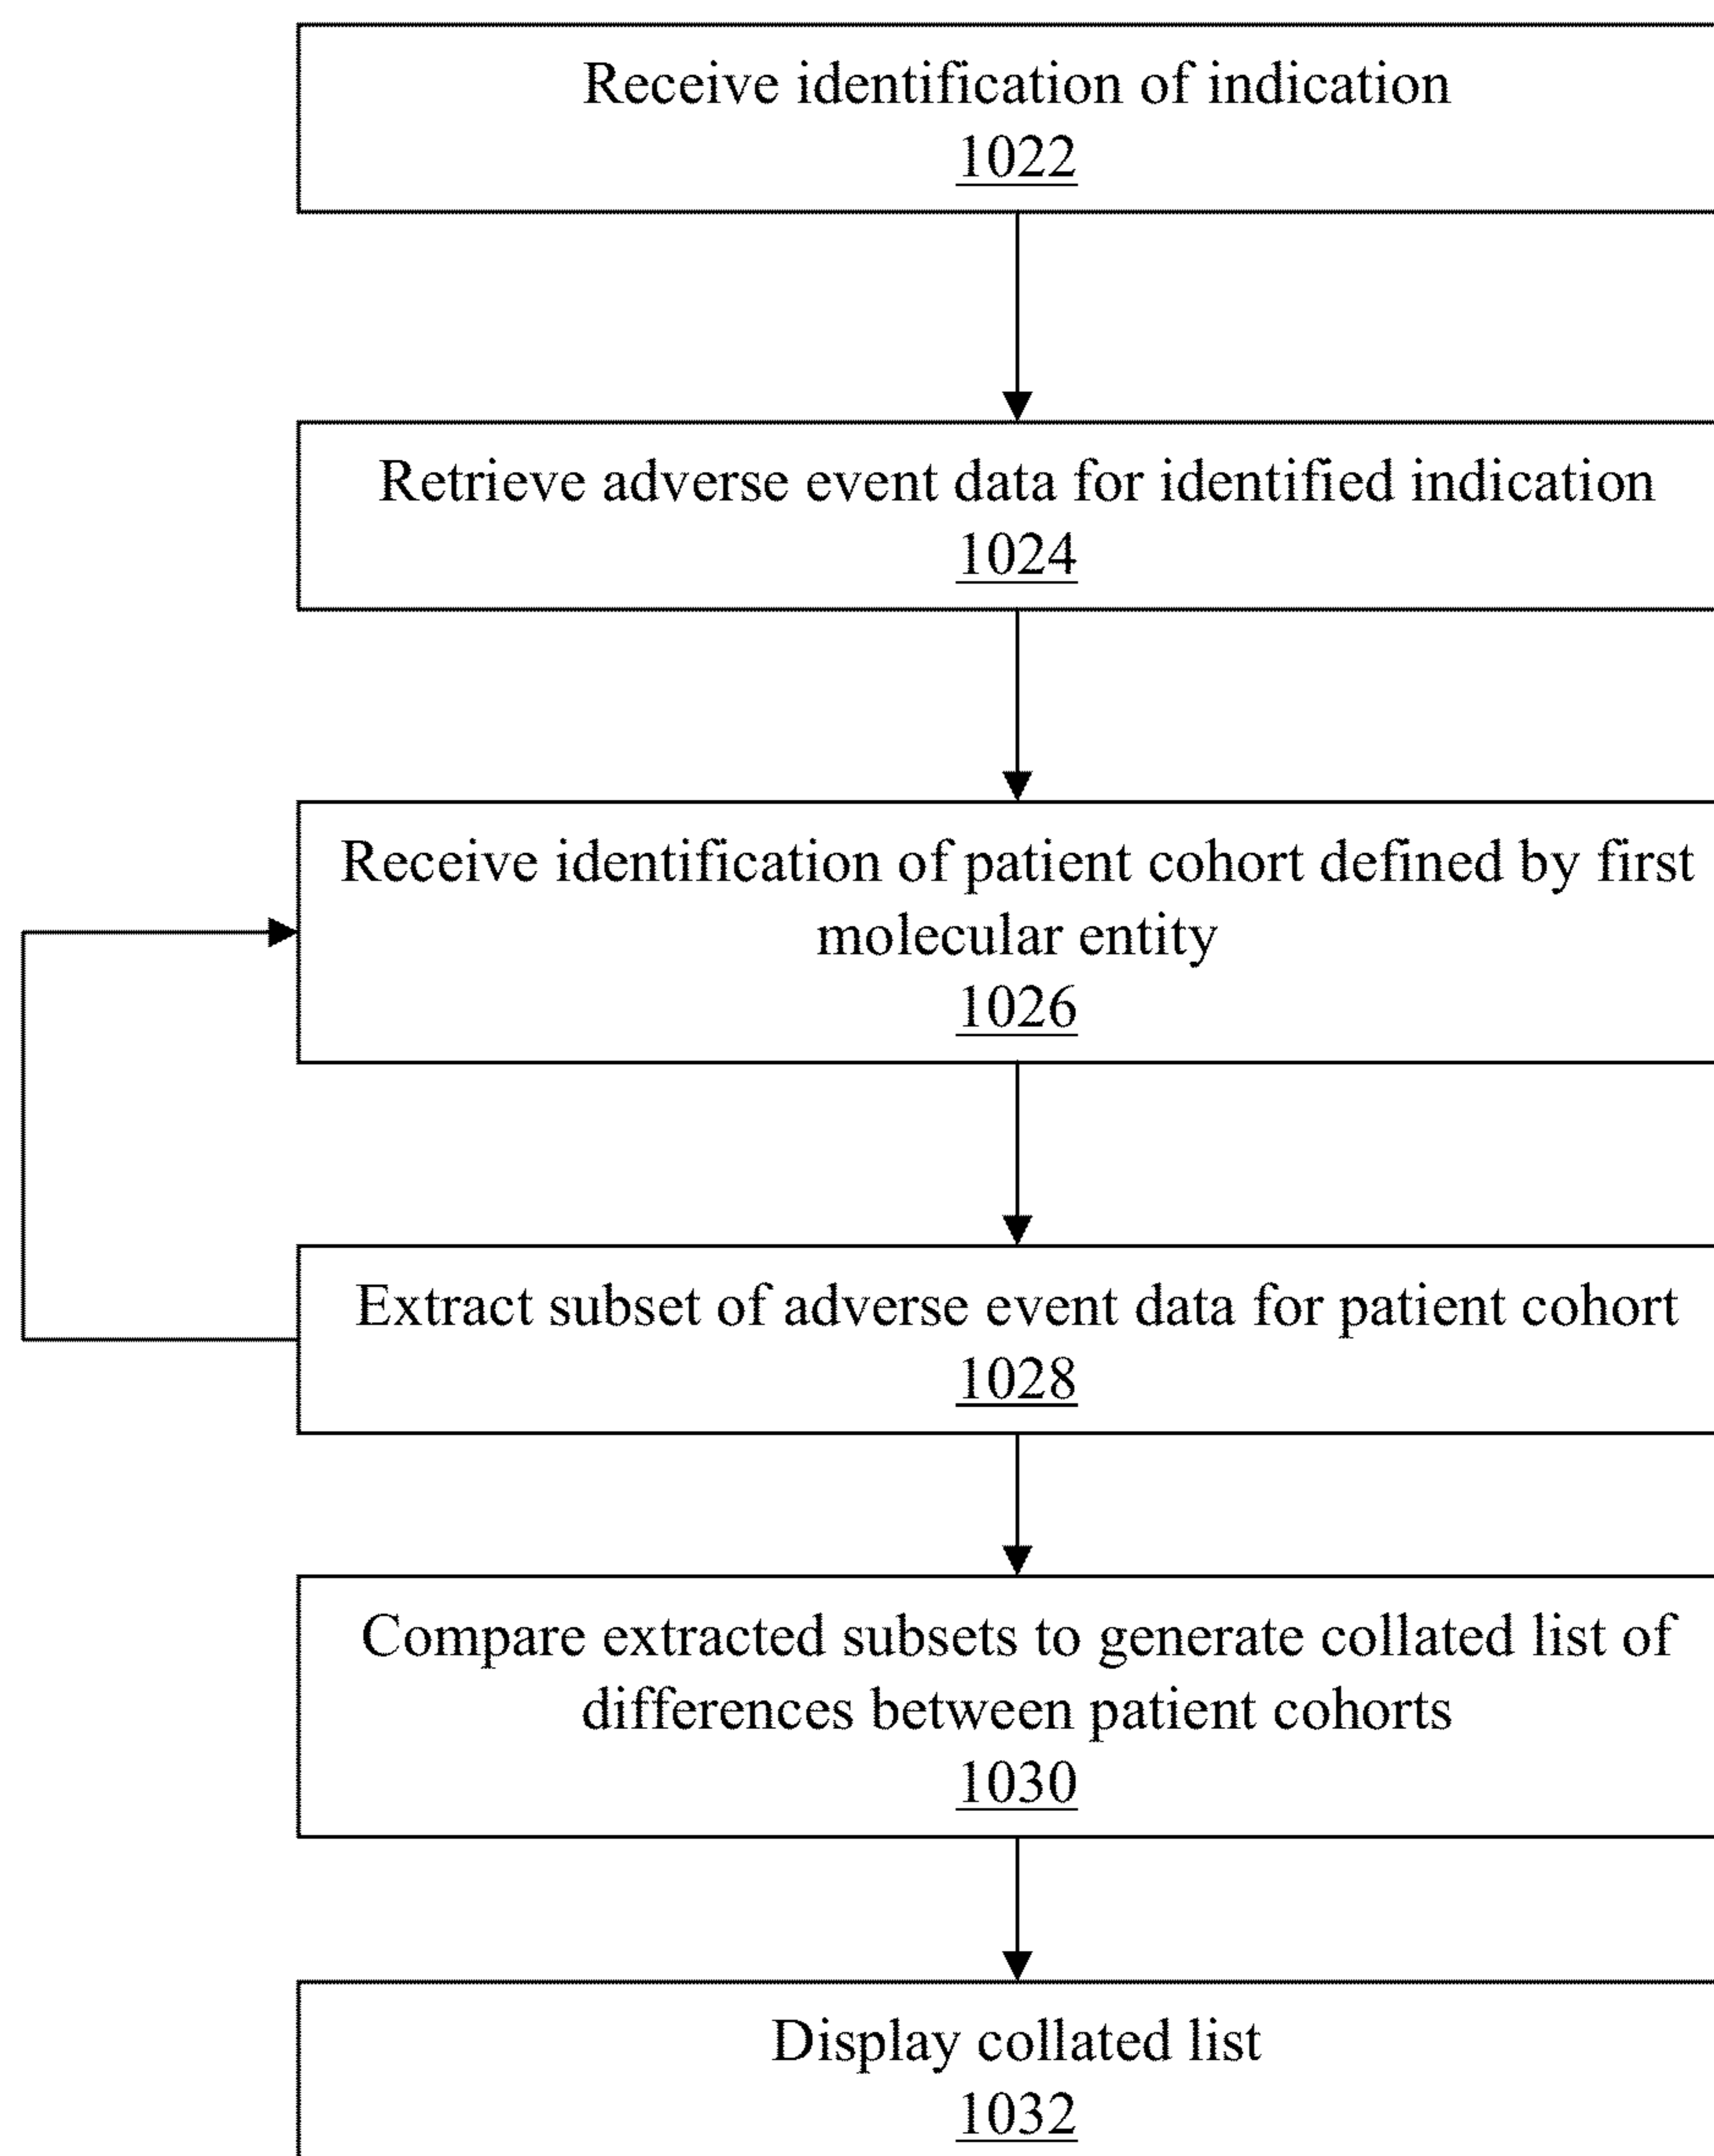 Receive identification of indication
1022
Retrieve adverse event data for identified indication
1024
Receive identification of patient cohort defined by first
molecular entity
1026
Extract subset of adverse event data for patient cohort
1028
Compare extracted subsets to generate collated list of
differences between patient cohorts
1030
Display collated list
1032